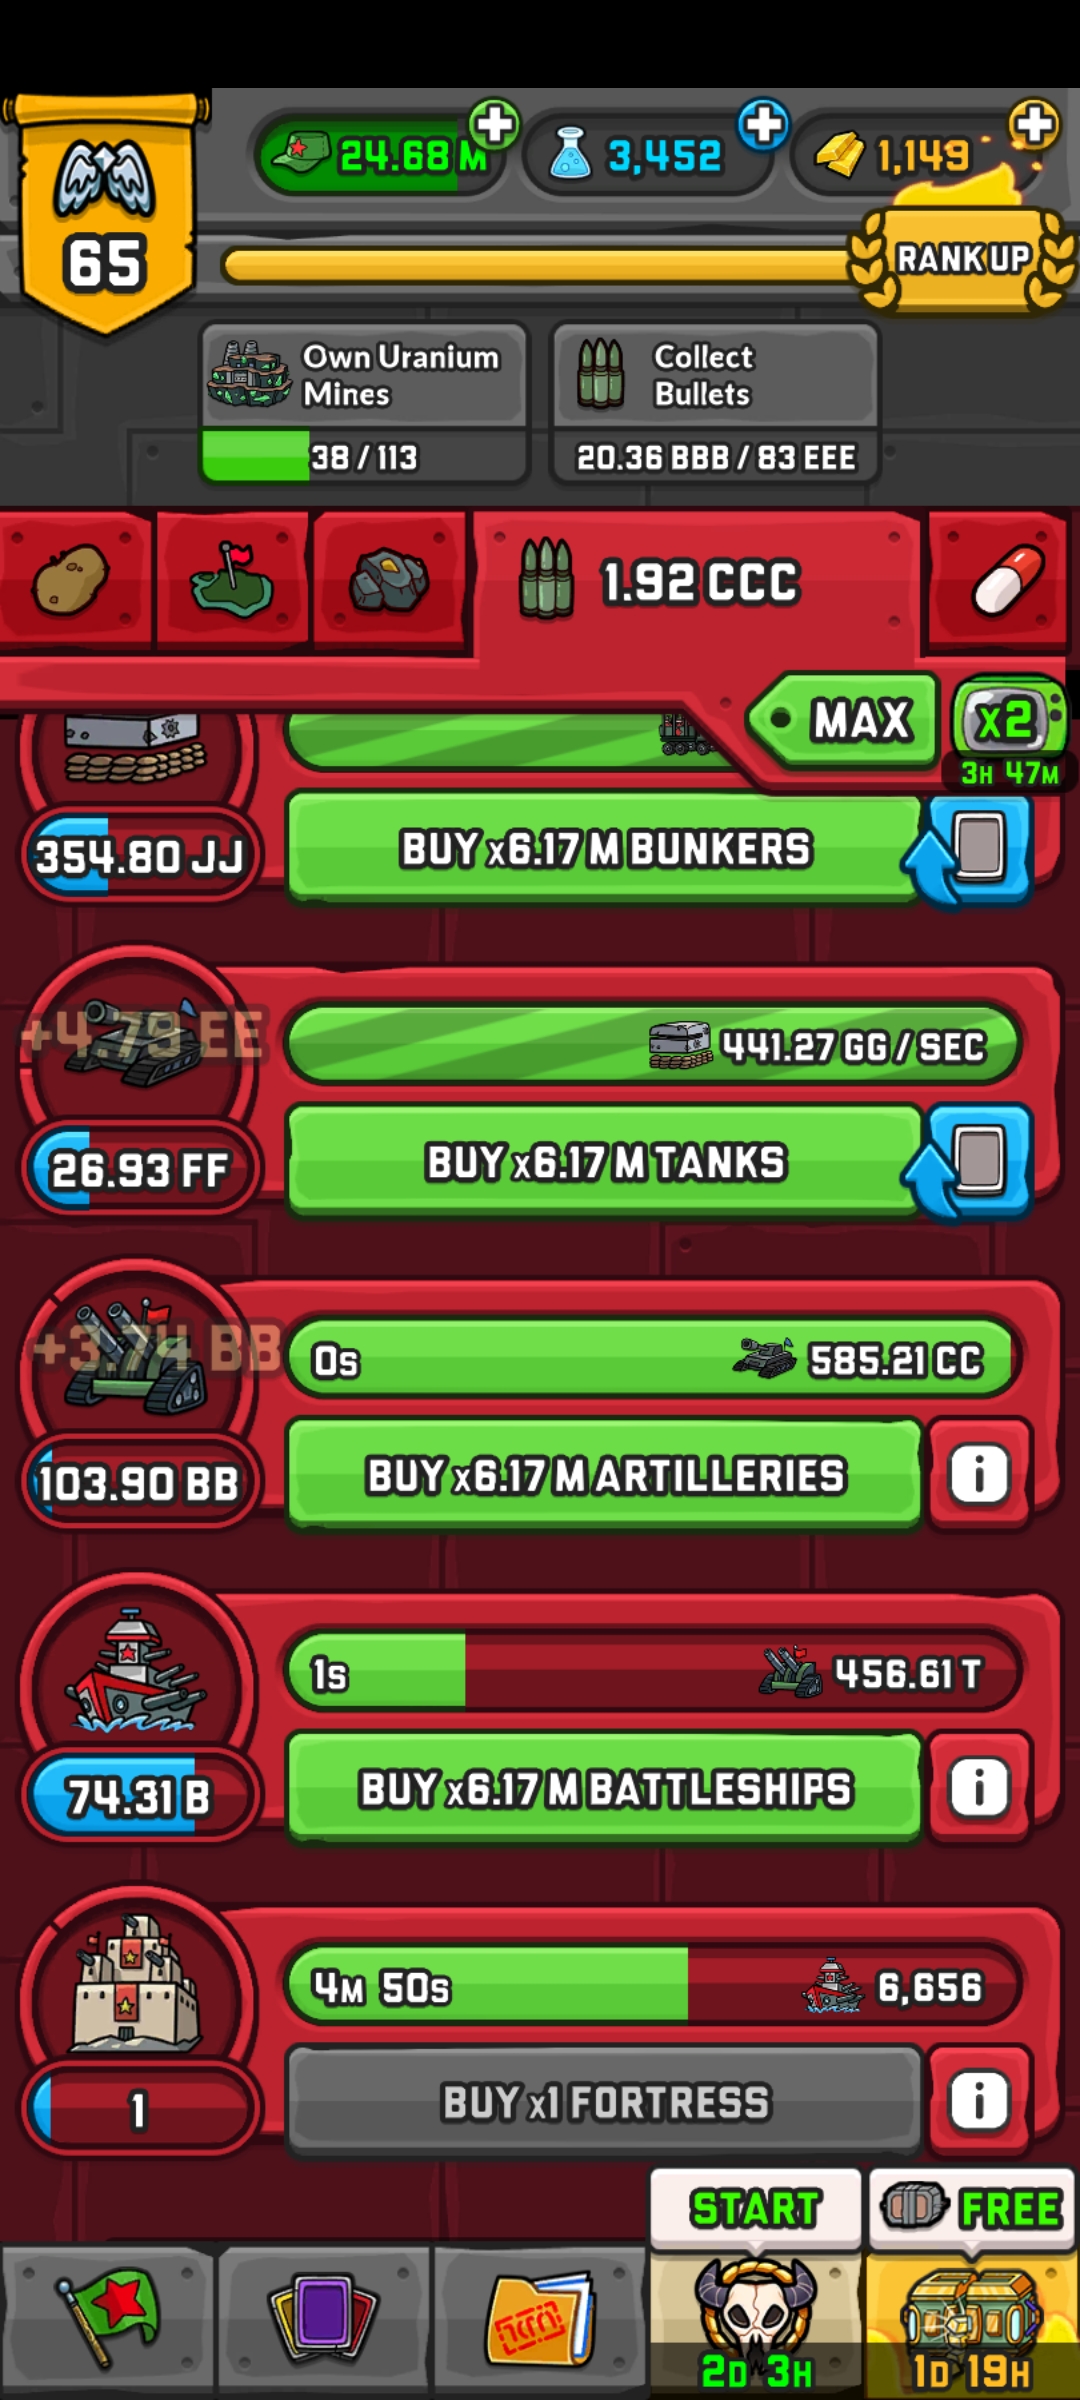 24.68 M
3,452
1,149
65
RANK UP
Own Uranium
Mines
38 / 113
Collect
Bullets
20.36 BBB / 83 EEE
1.92 CCC
MAX
x2
3H 47M
354.80 JJ
BUY x6.17 M BUNKERS
+4.79 EE
441.27 GG / SEC
26.93 FF
BUY x6.17 M TANKS
+3.74 BB
0s
585.21 CC
103.90 BB
BUY x6.17 M ARTILLERIES
1s
456.61 T
74.31 B
BUY x6.17 M BATTLESHIPS
4M 50s
6,656
1
BUY x1 FORTRESS
START
FREE
2D 3H
1D 19H